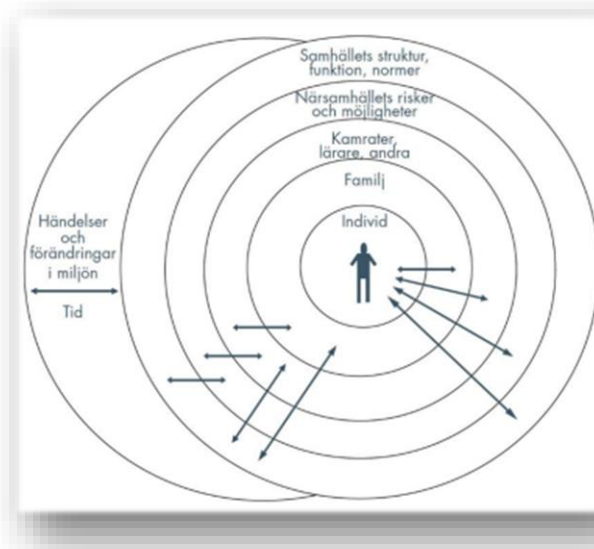 Samhällets struktur,
funktion, normer
Närsamhällets risker
och möjligheter
Kamrater,
lärare, andra
Familj
Individ
Händelser
och
förändringar
i miljön
Tid